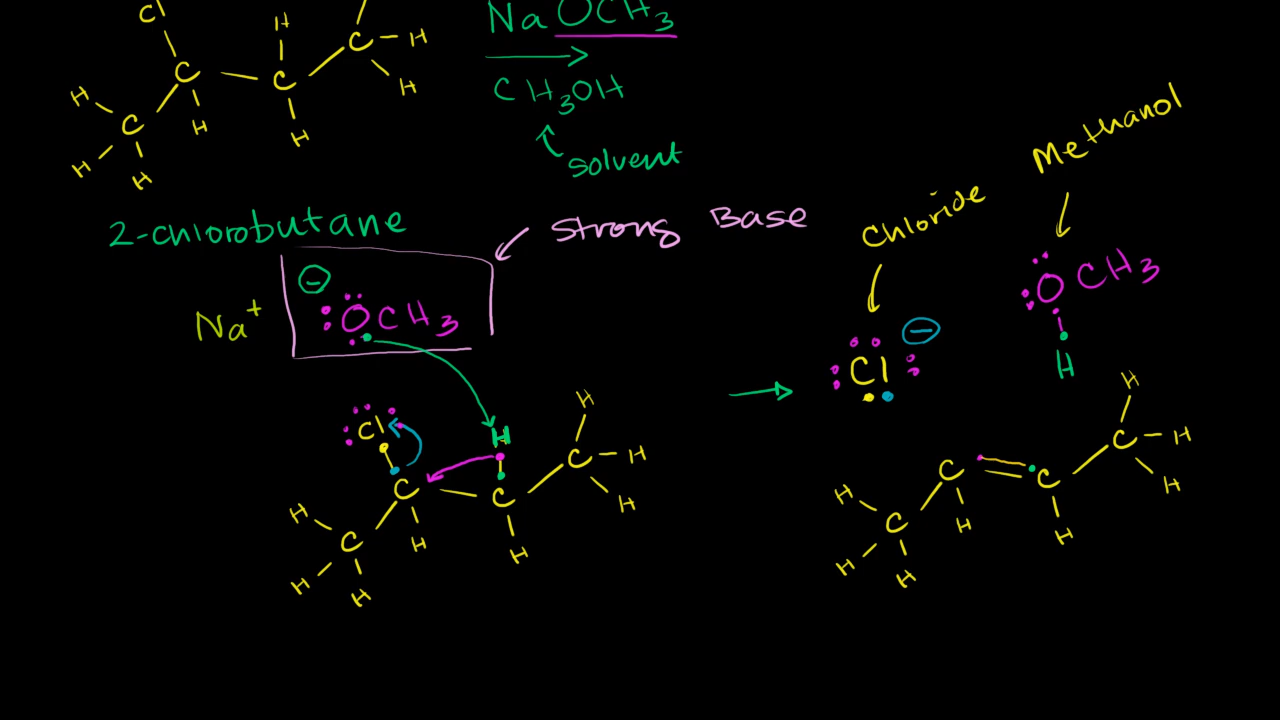 Cl
H
C - H
Na OCH3
C
C
H
CH3OH
H
C
H
H
H
H
solvent
Methanol
2-chlorobutane
Strong Base
Chloride
−
Na+
:OCH3
:OCH3
H
:Cl:
−
:Cl
H
H
C - H
H
C - H
C
C
H
C = C
H
H
C
H
H
H
C
H
H
H
H
H
H